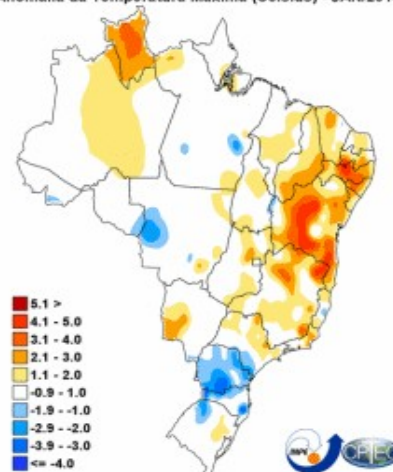 da Temperatura Máxima (Celsius)
5.1 >
4.1 - 5.0
3.1 - 4.0
2.1 - 3.0
1.1 - 2.0
-0.9 - 1.0
-1.9 - -1.0
-2.9 - -2.0
-3.9 - -3.0
<= -4.0
CPTEC